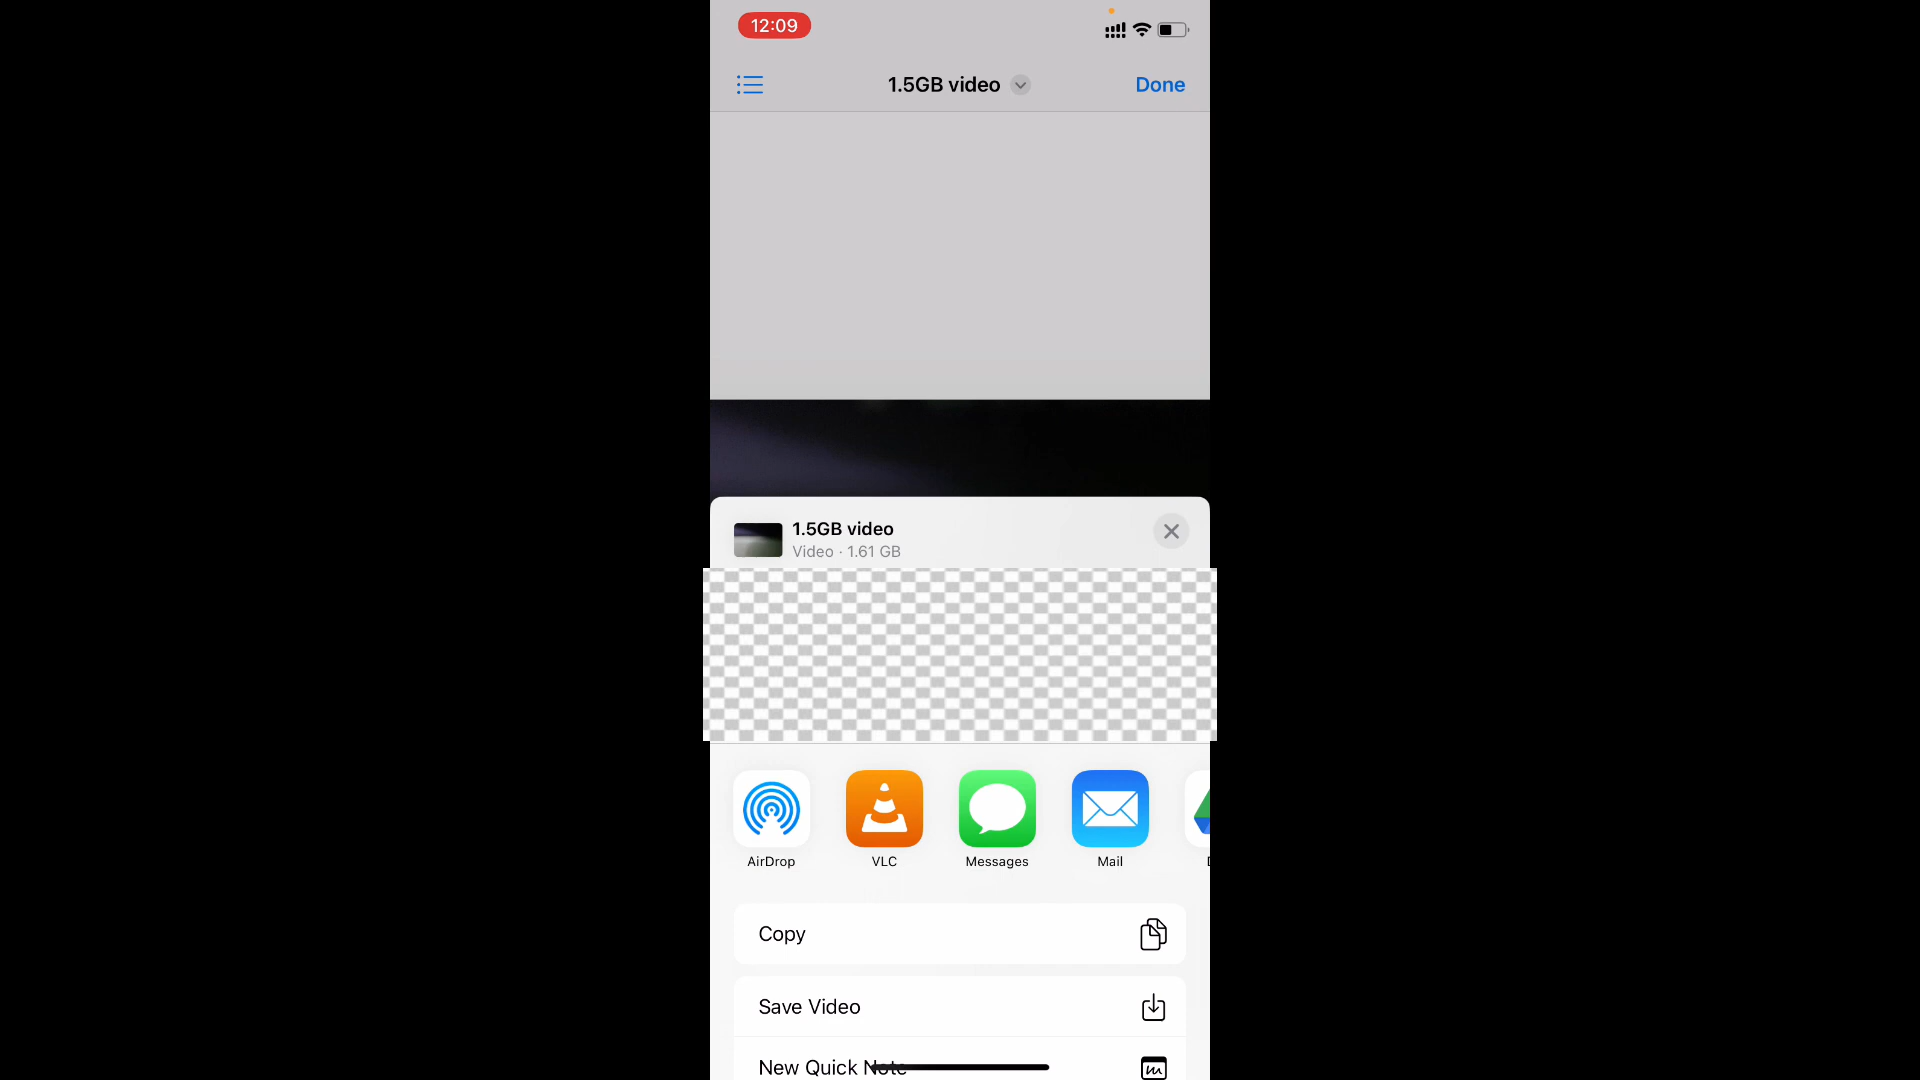 12:09
1.5GB video
Done
1.5GB video
Video · 1.61 GB
AirDrop
VLC
Messages
Mail
Copy
Save Video
New Quick Note